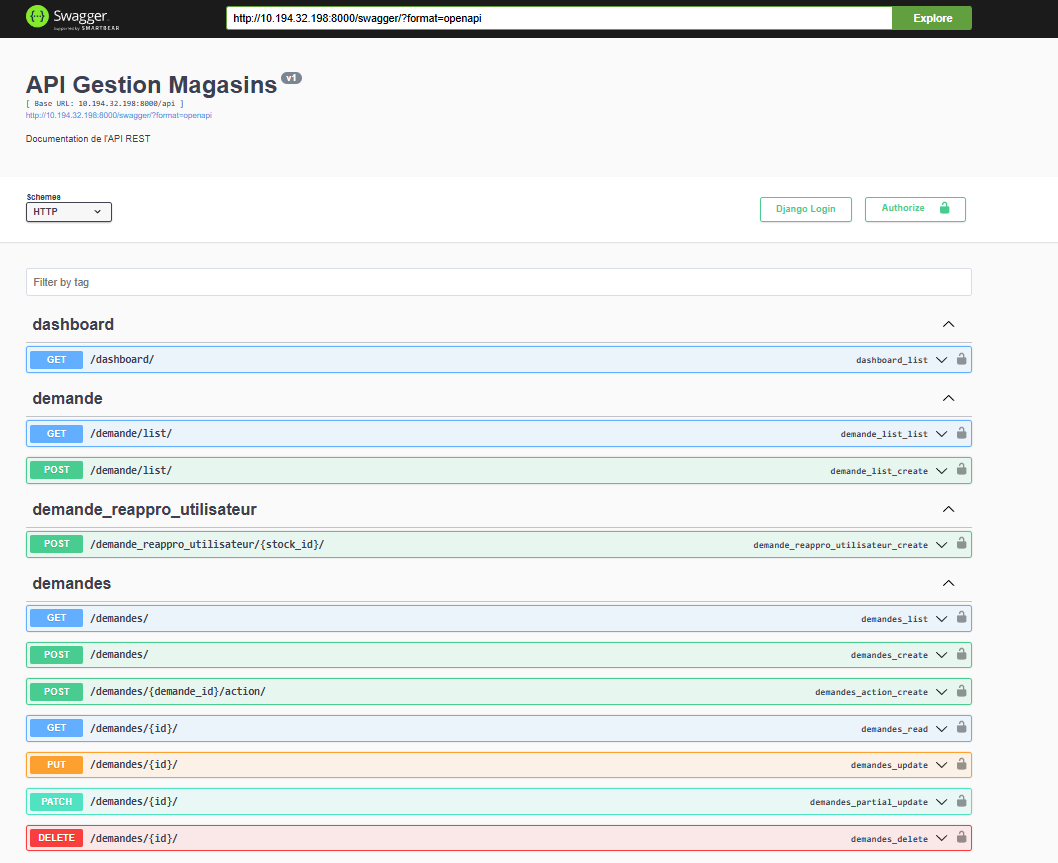 Swagger
supported by SMARTBEAR
http://10.194.32.198:8000/swagger/?format=openapi
Explore
API Gestion Magasins v1
[ Base URL: 10.194.32.198:8000/api ]
http://10.194.32.198:8000/swagger/?format=openapi
Documentation de l'API REST
Schemes
HTTP
Django Login
Authorize
Filter by tag
dashboard
GET /dashboard/ dashboard_list
demande
GET /demande/list/ demande_list_list
POST /demande/list/ demande_list_create
demande_reappro_utilisateur
POST /demande_reappro_utilisateur/{stock_id}/ demande_reappro_utilisateur_create
demandes
GET /demandes/ demandes_list
POST /demandes/ demandes_create
POST /demandes/{demande_id}/action/ demandes_action_create
GET /demandes/{id}/ demandes_read
PUT /demandes/{id}/ demandes_update
PATCH /demandes/{id}/ demandes_partial_update
DELETE /demandes/{id}/ demandes_delete